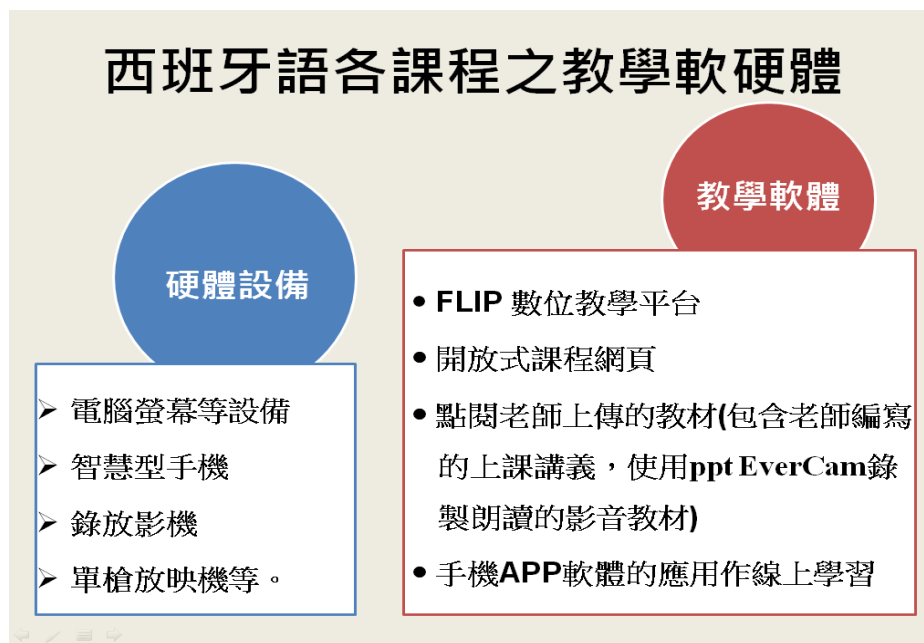 西班牙語各課程之教學軟硬體
硬體設備
➢ 電腦螢幕等設備
➢ 智慧型手機
➢ 錄放影機
➢ 單槍放映機等。
教學軟體
• FLIP 數位教學平台
• 開放式課程網頁
• 點閱老師上傳的教材(包含老師編寫
的上課講義，使用ppt EverCam錄
製朗讀的影音教材)
• 手機APP軟體的應用作線上學習